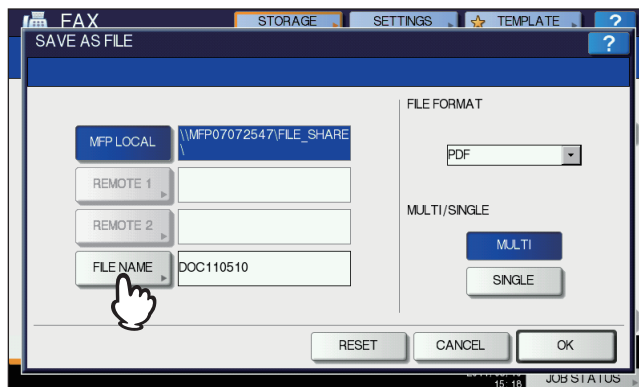 FAX STORAGE SETTINGS TEMPLATE ?
SAVE AS FILE ?
FILE FORMAT
MFP LOCAL \\MFP07072547\FILE_SHARE
\
PDF
REMOTE 1
REMOTE 2
MULTI/SINGLE
MULTI
FILE NAME DOC110510
SINGLE
RESET CANCEL OK
15:18 JOB STATUS